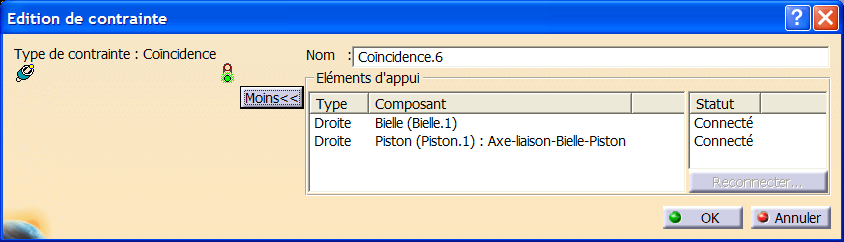 Edition de contrainte
Type de contrainte : Coïncidence
Nom : Coïncidence.6
Eléments d'appui
Moins<<
Type Composant Statut
Droite Bielle (Bielle.1) Connecté
Droite Piston (Piston.1) : Axe-liaison-Bielle-Piston Connecté
Reconnecter...
OK Annuler